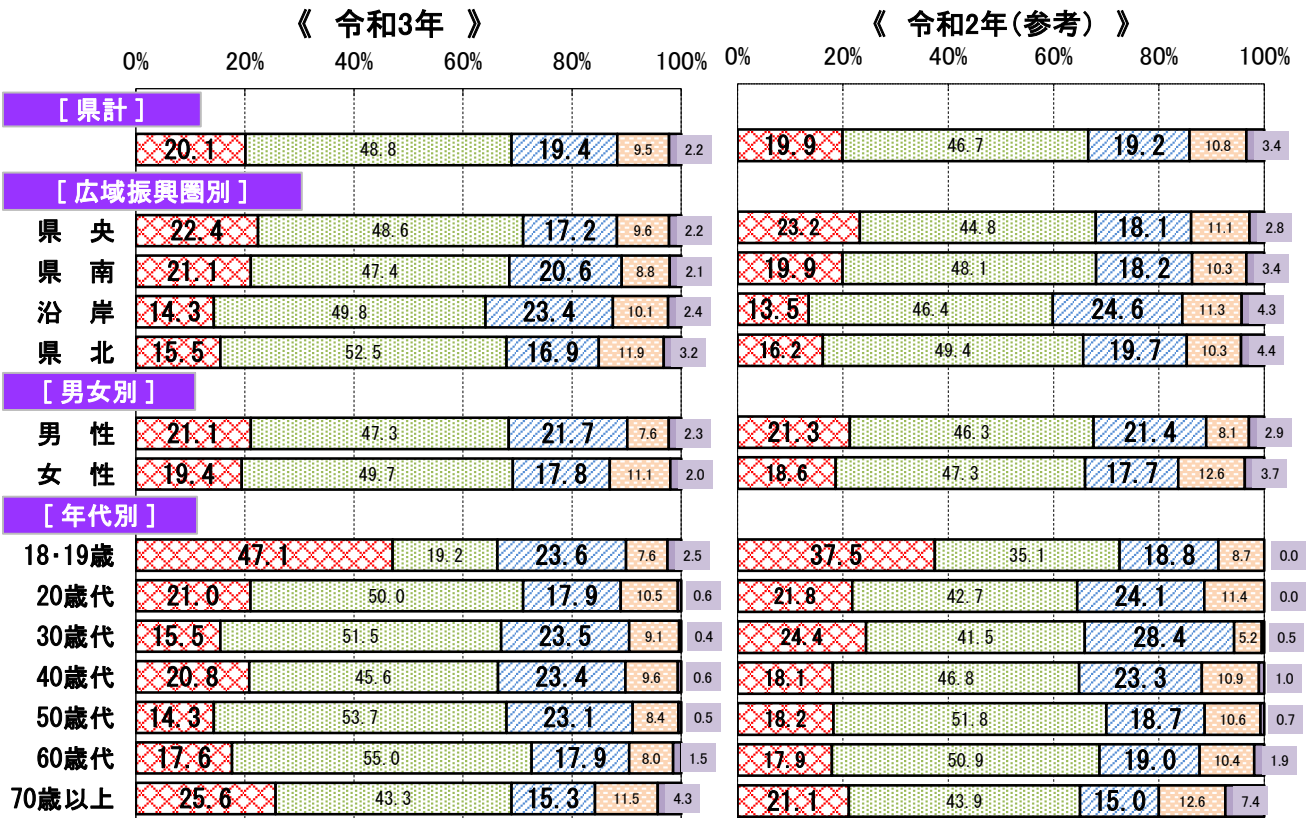 《 令和3年 》 《 令和2年(参考) 》
0% 20% 40% 60% 80% 100% 0% 20% 40% 60% 80% 100%
[ 県計 ]
20.1 48.8 19.4 9.5 2.2 19.9 46.7 19.2 10.8 3.4
[ 広域振興圏別 ]
県 央 22.4 48.6 17.2 9.6 2.2 23.2 44.8 18.1 11.1 2.8
県 南 21.1 47.4 20.6 8.8 2.1 19.9 48.1 18.2 10.3 3.4
沿 岸 14.3 49.8 23.4 10.1 2.4 13.5 46.4 24.6 11.3 4.3
県 北 15.5 52.5 16.9 11.9 3.2 16.2 49.4 19.7 10.3 4.4
[ 男女別 ]
男 性 21.1 47.3 21.7 7.6 2.3 21.3 46.3 21.4 8.1 2.9
女 性 19.4 49.7 17.8 11.1 2.0 18.6 47.3 17.7 12.6 3.7
[ 年代別 ]
18・19歳 47.1 19.2 23.6 7.6 2.5 37.5 35.1 18.8 8.7 0.0
20歳代 21.0 50.0 17.9 10.5 0.6 21.8 42.7 24.1 11.4 0.0
30歳代 15.5 51.5 23.5 9.1 0.4 24.4 41.5 28.4 5.2 0.5
40歳代 20.8 45.6 23.4 9.6 0.6 18.1 46.8 23.3 10.9 1.0
50歳代 14.3 53.7 23.1 8.4 0.5 18.2 51.8 18.7 10.6 0.7
60歳代 17.6 55.0 17.9 8.0 1.5 17.9 50.9 19.0 10.4 1.9
70歳以上 25.6 43.3 15.3 11.5 4.3 21.1 43.9 15.0 12.6 7.4